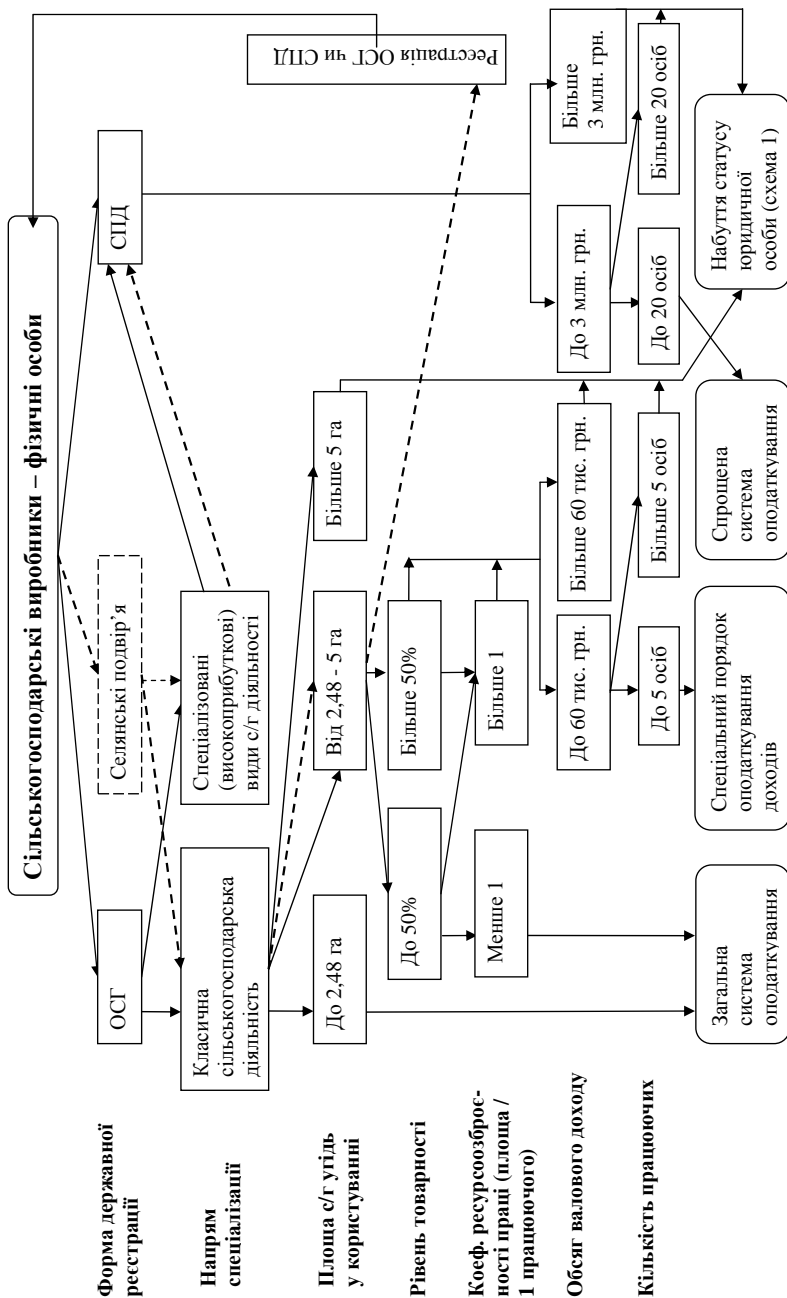 Сільськогосподарські виробники – фізичні особи
Форма державної
реєстрації
ОСГ
Селянські подвір'я
СПД
Реєстрація ОСГ чи СПД
Напрям
спеціалізації
Класична
сільськогосподарська
діяльність
Спеціалізовані
(високоприбуткові)
види с/г діяльності
Площа с/г угідь
у користуванні
До 2,48 га
Від 2,48 - 5 га
Більше 5 га
Рівень товарності
До 50%
Більше 50%
Коеф. ресурсоозброє-
ності праці (площа /
1 працюючого)
Менше 1
Більше 1
Обсяг валового доходу
До 60 тис. грн.
Більше 60 тис. грн.
До 3 млн. грн.
Більше
3 млн. грн.
Кількість працюючих
До 5 осіб
Більше 5 осіб
До 20 осіб
Більше 20 осіб
Загальна
система
оподаткування
Спеціальний порядок
оподаткування
доходів
Спрощена
система
оподаткування
Набуття статусу
юридичної
особи (схема 1)